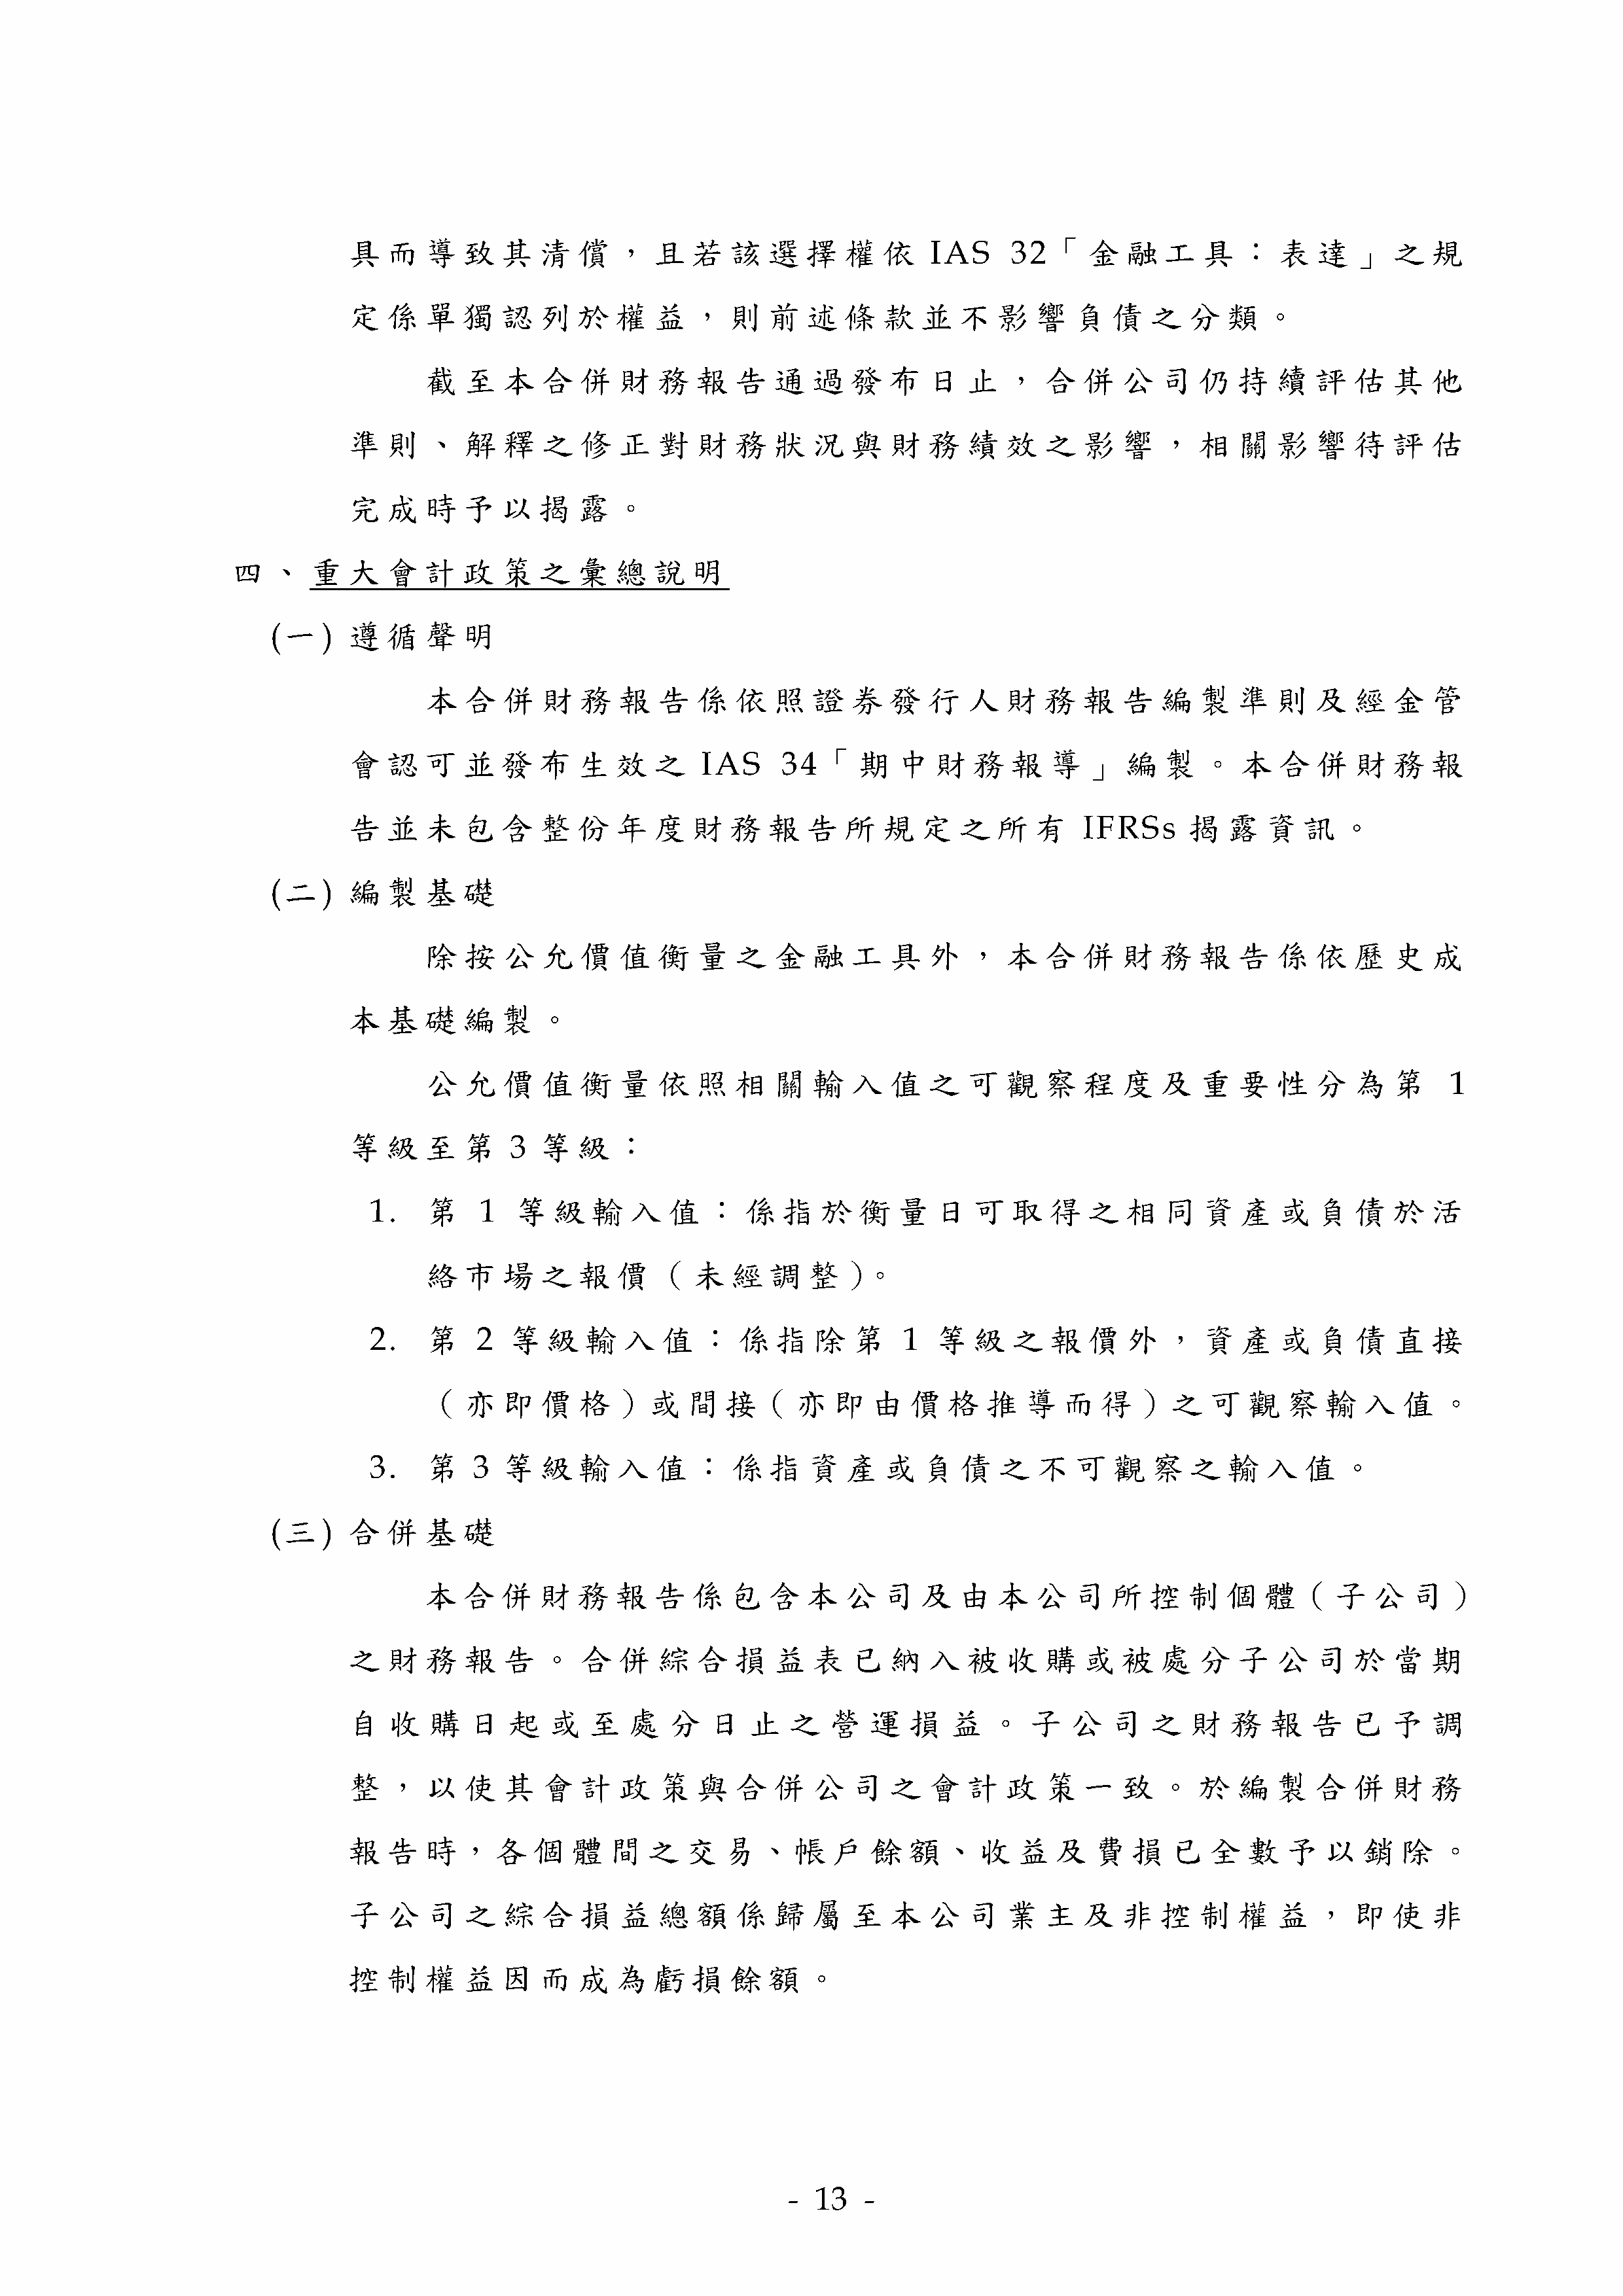 具而導致其清償，且若該選擇權依 IAS 32「金融工具：表達」之規
定係單獨認列於權益，則前述條款並不影響負債之分類。
截至本合併財務報告通過發布日止，合併公司仍持續評估其他
準則、解釋之修正對財務狀況與財務績效之影響，相關影響待評估
完成時予以揭露。
四、重大會計政策之彙總說明
(一) 遵循聲明
本合併財務報告係依照證券發行人財務報告編製準則及經金管
會認可並發布生效之 IAS 34「期中財務報導」編製。本合併財務報
告並未包含整份年度財務報告所規定之所有 IFRSs 揭露資訊。
(二) 編製基礎
除按公允價值衡量之金融工具外，本合併財務報告係依歷史成
本基礎編製。
公允價值衡量依照相關輸入值之可觀察程度及重要性分為第 1
等級至第 3 等級：
1. 第 1 等級輸入值：係指於衡量日可取得之相同資產或負債於活
絡市場之報價（未經調整）。
2. 第 2 等級輸入值：係指除第 1 等級之報價外，資產或負債直接
（亦即價格）或間接（亦即由價格推導而得）之可觀察輸入值。
3. 第 3 等級輸入值：係指資產或負債之不可觀察之輸入值。
(三) 合併基礎
本合併財務報告係包含本公司及由本公司所控制個體（子公司）
之財務報告。合併綜合損益表已納入被收購或被處分子公司於當期
自收購日起或至處分日止之營運損益。子公司之財務報告已予調
整，以使其會計政策與合併公司之會計政策一致。於編製合併財務
報告時，各個體間之交易、帳戶餘額、收益及費損已全數予以銷除。
子公司之綜合損益總額係歸屬至本公司業主及非控制權益，即使非
控制權益因而成為虧損餘額。
- 13 -